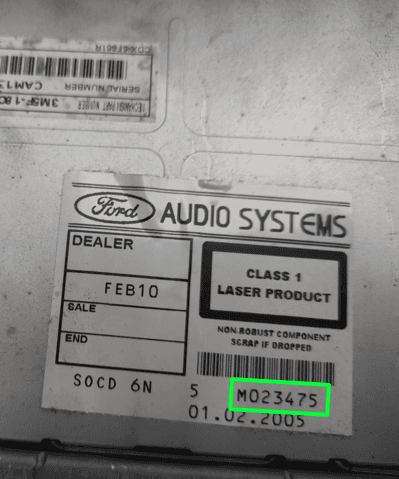 SERIAL NUMBER
Ford AUDIO SYSTEMS
DEALER
FEB10
SALE
END
CLASS 1
LASER PRODUCT
NON-ROBUST COMPONENT
SCRAP IF DROPPED
SOCD 6N 5 M023475
01.02.2005